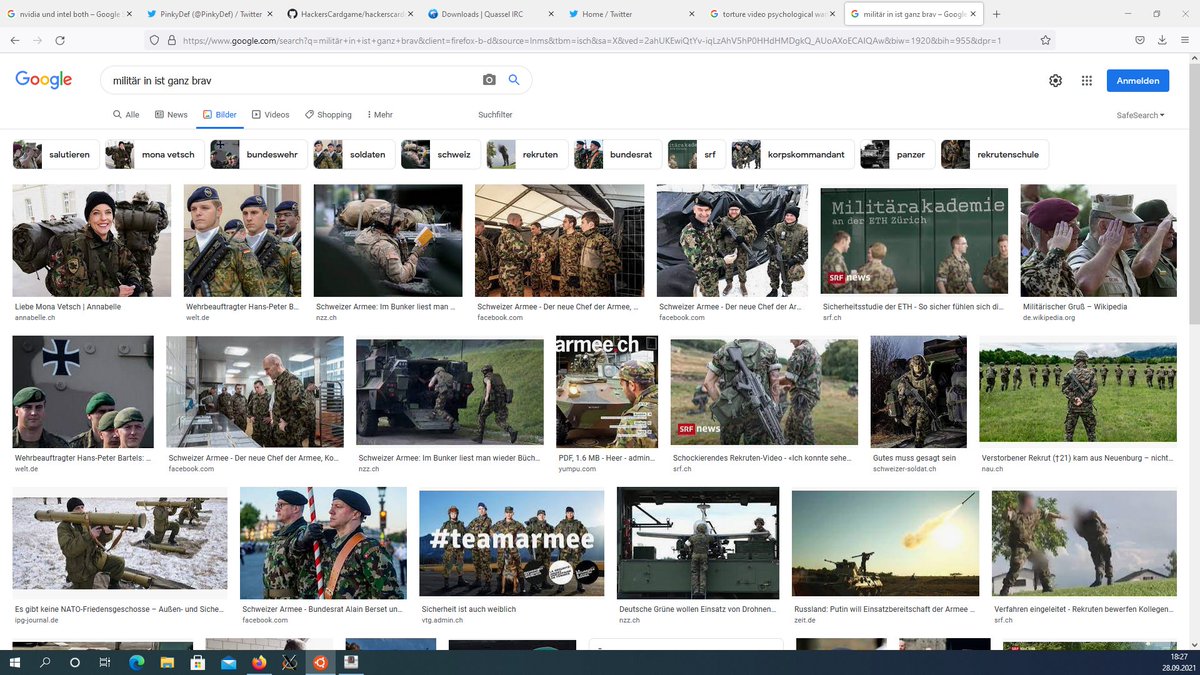 nvidia und intel both – Google
PinkyDef (@PinkyDef) / Twitter
HackersCardgame/hackerscard
Downloads | Quassel IRC
Home / Twitter
torture video psychological wa
militär in ist ganz brav – Google
https://www.google.com/search?q=militär+in+ist+ganz+brav&client=firefox-b-d&source=lnms&tbm=isch&sa=X&ved=2ahUKEwiQtYv-iqLzAhV5hP0HHdHMDgkQ_AUoAXoECAIQAw&biw=1920&bih=955&dpr=1
Google
militär in ist ganz brav
Anmelden
Alle
News
Bilder
Videos
Shopping
Mehr
Suchfilter
SafeSearch
salutieren
mona vetsch
bundeswehr
soldaten
schweiz
rekruten
bundesrat
srf
korpskommandant
panzer
rekrutenschule
Militärakademie
an der ETH Zürich
SRF news
Liebe Mona Vetsch | Annabelle
annabelle.ch
Wehrbeauftragter Hans-Peter B...
welt.de
Schweizer Armee: Im Bunker liest man ...
nzz.ch
Schweizer Armee - Der neue Chef der Armee, ...
facebook.com
Schweizer Armee - Der neue Chef der Ar...
facebook.com
Sicherheitsstudie der ETH - So sicher fühlen sich di...
srf.ch
Militärischer Gruß – Wikipedia
de.wikipedia.org
armee.ch
SRF news
Wehrbeauftragter Hans-Peter Bartels: ...
welt.de
Schweizer Armee - Der neue Chef der Armee, Ko...
facebook.com
Schweizer Armee: Im Bunker liest man wieder Büch...
nzz.ch
PDF, 1.6 MB - Heer - admin...
yumpu.com
Schockierendes Rekruten-Video - «Ich konnte sehe...
srf.ch
Gutes muss gesagt sein
schweizer-soldat.ch
Verstorbener Rekrut (†21) kam aus Neuenburg – nicht...
nau.ch
#teamarmee
Es gibt keine NATO-Friedensgeschosse – Außen- und Siche...
ipg-journal.de
Schweizer Armee - Bundesrat Alain Berset un...
facebook.com
Sicherheit ist auch weiblich
vtg.admin.ch
Deutsche Grüne wollen Einsatz von Drohnen...
nzz.ch
Russland: Putin will Einsatzbereitschaft der Armee ...
zeit.de
Verfahren eingeleitet - Rekruten bewerfen Kollegen...
srf.ch
18:27
28.09.2021